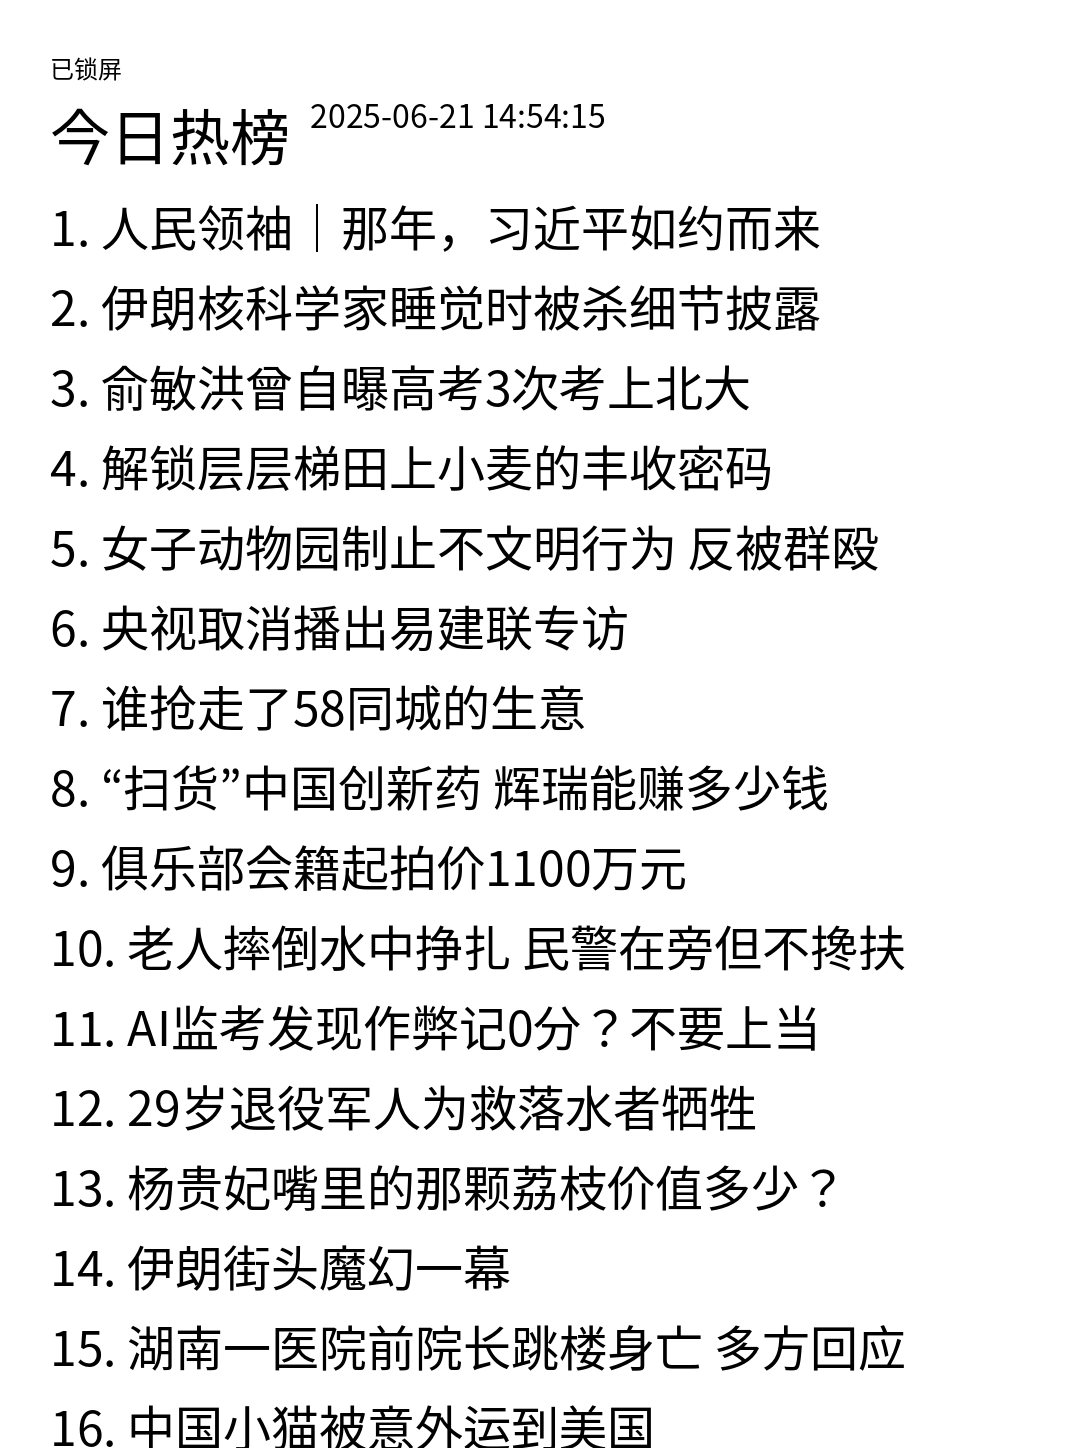 已锁屏
今日热榜 2025-06-21 14:54:15
1. 人民领袖｜那年，习近平如约而来
2. 伊朗核科学家睡觉时被杀细节披露
3. 俞敏洪曾自曝高考3次考上北大
4. 解锁层层梯田上小麦的丰收密码
5. 女子动物园制止不文明行为 反被群殴
6. 央视取消播出易建联专访
7. 谁抢走了58同城的生意
8. “扫货”中国创新药 辉瑞能赚多少钱
9. 俱乐部会籍起拍价1100万元
10. 老人摔倒水中挣扎 民警在旁但不搀扶
11. AI监考发现作弊记0分？不要上当
12. 29岁退役军人为救落水者牺牲
13. 杨贵妃嘴里的那颗荔枝价值多少？
14. 伊朗街头魔幻一幕
15. 湖南一医院前院长跳楼身亡 多方回应
16. 中国小猫被意外运到美国